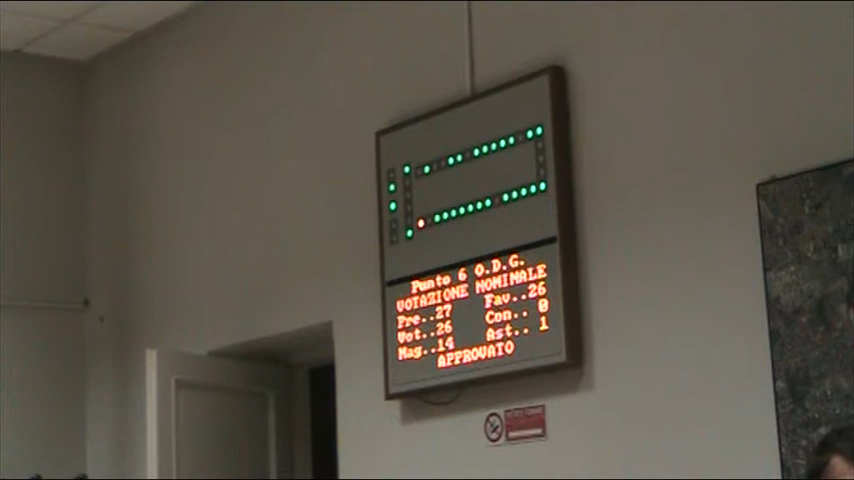 Punto 6 O.D.G.
VOTAZIONE NOMINALE
Pre..27 Fav..26
Vot..26 Con.. 0
Mag..14 Ast.. 1
APPROVATO